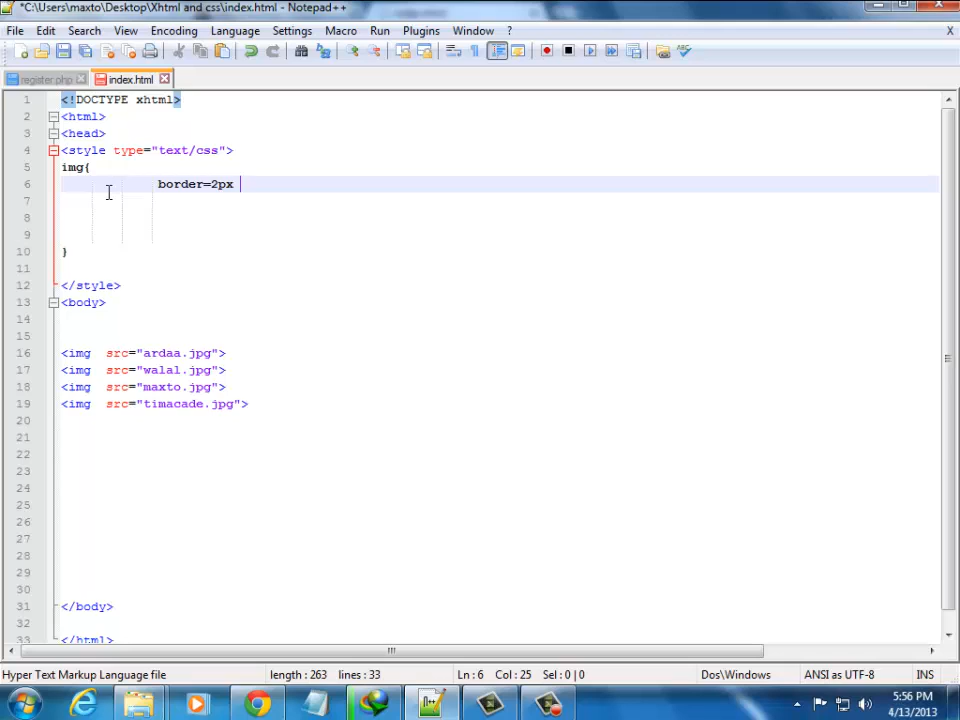 *C:\Users\maxto\Desktop\Xhtml and css\index.html - Notepad++
File Edit Search View Encoding Language Settings Macro Run Plugins Window ? X
register.php index.html
1 <!DOCTYPE xhtml>
2 <html>
3 <head>
4 <style type="text/css">
5 img{
6 border=2px
7
8
9
10 }
11
12 </style>
13 <body>
14
15
16 <img src="ardaa.jpg">
17 <img src="walal.jpg">
18 <img src="maxto.jpg">
19 <img src="timacade.jpg">
20
21
22
23
24
25
26
27
28
29
30
31 </body>
32
33 </html>
Hyper Text Markup Language file length : 263 lines : 33 Ln : 6 Col : 25 Sel : 0 | 0 Dos\Windows ANSI as UTF-8 INS
5:56 PM
4/13/2013